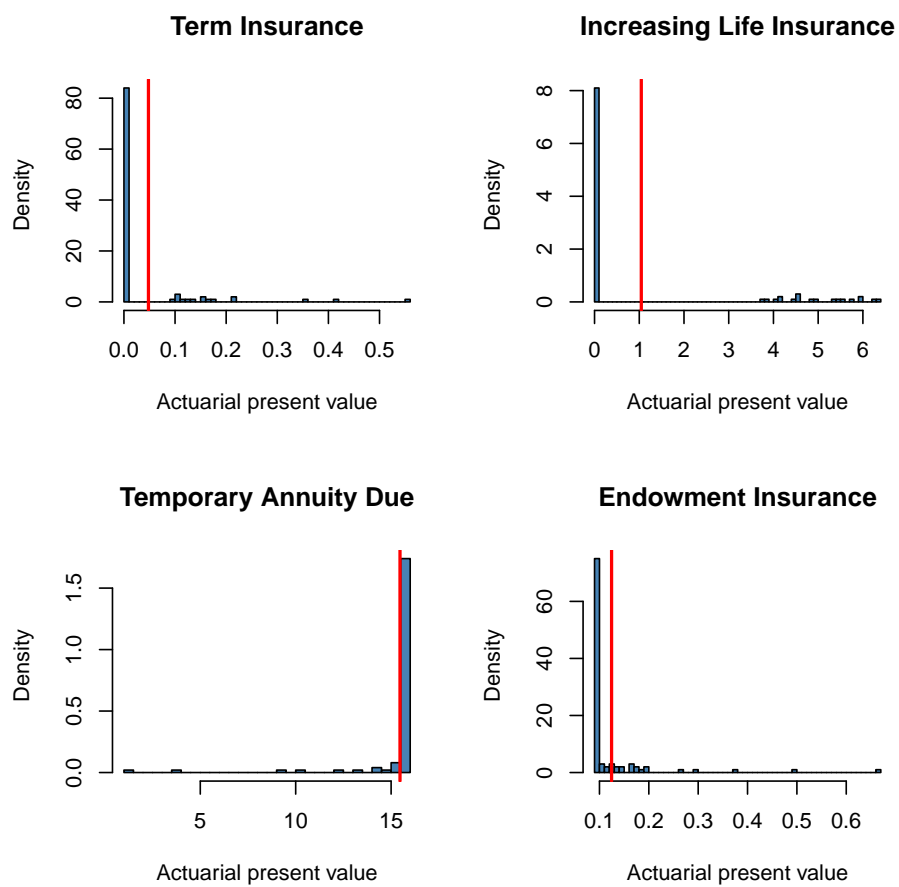 Term Insurance
Density
0 20 40 60 80
0.0 0.1 0.2 0.3 0.4 0.5
Actuarial present value
Increasing Life Insurance
Density
0 2 4 6 8
0 1 2 3 4 5 6
Actuarial present value
Temporary Annuity Due
Density
0.0 0.5 1.0 1.5
5 10 15
Actuarial present value
Endowment Insurance
Density
0 20 40 60
0.1 0.2 0.3 0.4 0.5 0.6
Actuarial present value